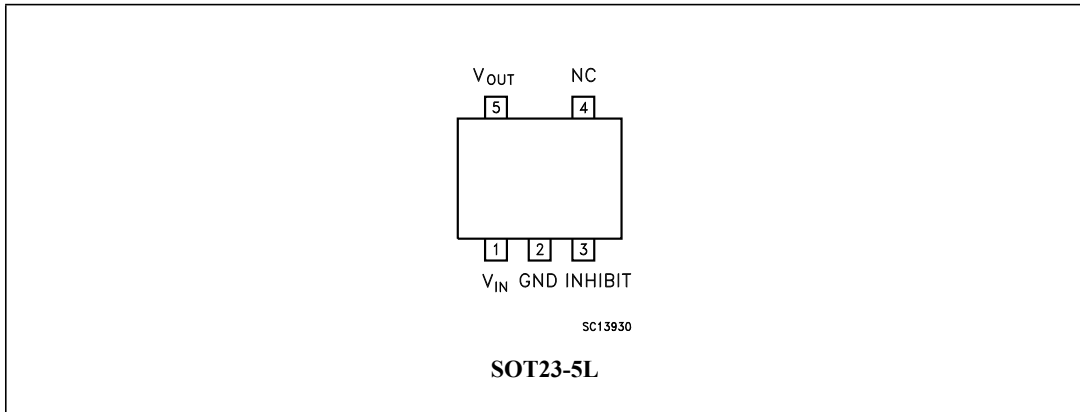 VOUT NC
5 4
1 2 3
VIN GND INHIBIT
SC13930
SOT23-5L